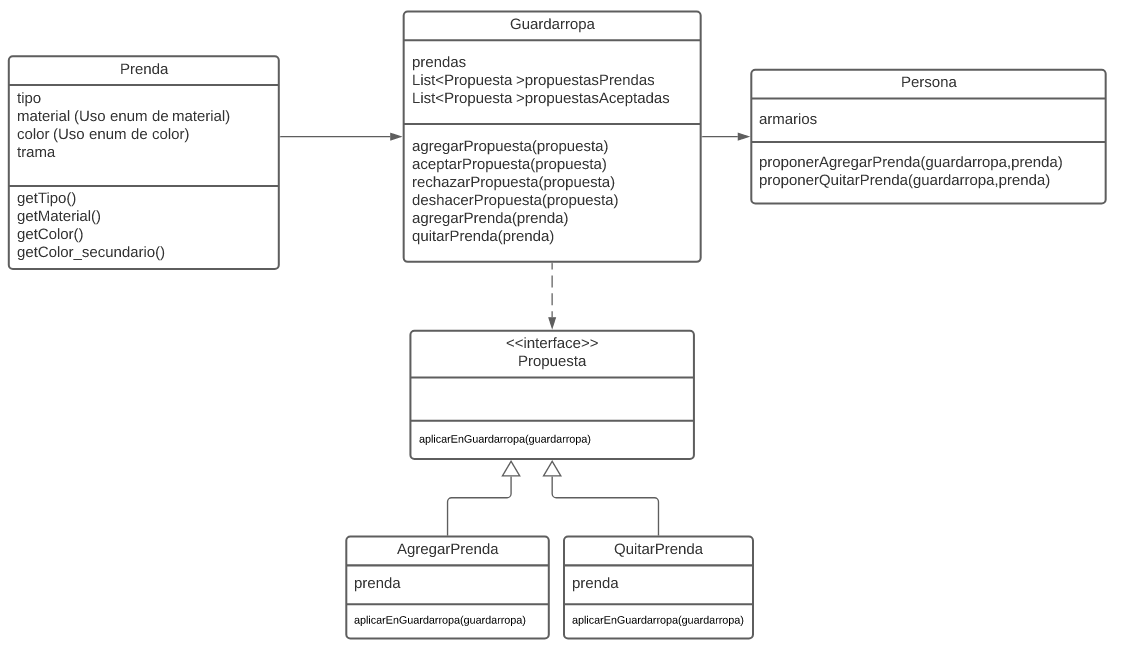 Prenda
tipo
material (Uso enum de material)
color (Uso enum de color)
trama
getTipo()
getMaterial()
getColor()
getColor_secundario()
Guardarropa
prendas
List<Propuesta >propuestasPrendas
List<Propuesta >propuestasAceptadas
agregarPropuesta(propuesta)
aceptarPropuesta(propuesta)
rechazarPropuesta(propuesta)
deshacerPropuesta(propuesta)
agregarPrenda(prenda)
quitarPrenda(prenda)
Persona
armarios
proponerAgregarPrenda(guardarropa,prenda)
proponerQuitarPrenda(guardarropa,prenda)
<<interface>>
Propuesta
aplicarEnGuardarropa(guardarropa)
AgregarPrenda
prenda
aplicarEnGuardarropa(guardarropa)
QuitarPrenda
prenda
aplicarEnGuardarropa(guardarropa)